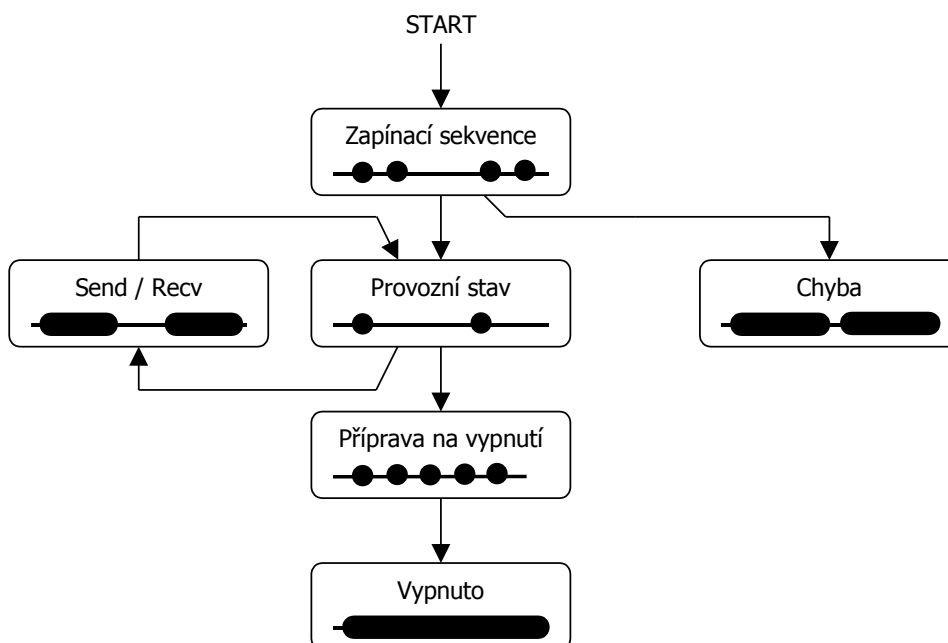 START
Zapínací sekvence
Send / Recv
Provozní stav
Chyba
Příprava na vypnutí
Vypnuto